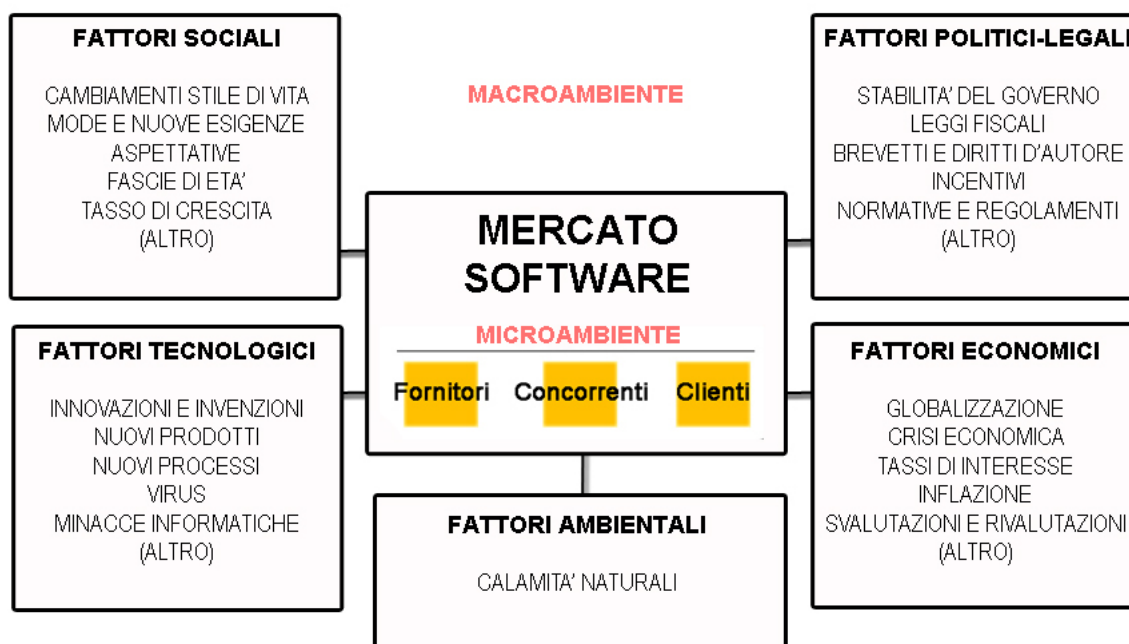 FATTORI SOCIALI
CAMBIAMENTI STILE DI VITA
MODE E NUOVE ESIGENZE
ASPETTATIVE
FASCIE DI ETA'
TASSO DI CRESCITA
(ALTRO)
MACROAMBIENTE
FATTORI POLITICI-LEGALI
STABILITA' DEL GOVERNO
LEGGI FISCALI
BREVETTI E DIRITTI D'AUTORE
INCENTIVI
NORMATIVE E REGOLAMENTI
(ALTRO)
MERCATO
SOFTWARE
MICROAMBIENTE
Fornitori Concorrenti Clienti
FATTORI TECNOLOGICI
INNOVAZIONI E INVENZIONI
NUOVI PRODOTTI
NUOVI PROCESSI
VIRUS
MINACCE INFORMATICHE
(ALTRO)
FATTORI ECONOMICI
GLOBALIZZAZIONE
CRISI ECONOMICA
TASSI DI INTERESSE
INFLAZIONE
SVALUTAZIONI E RIVALUTAZIONI
(ALTRO)
FATTORI AMBIENTALI
CALAMITA' NATURALI